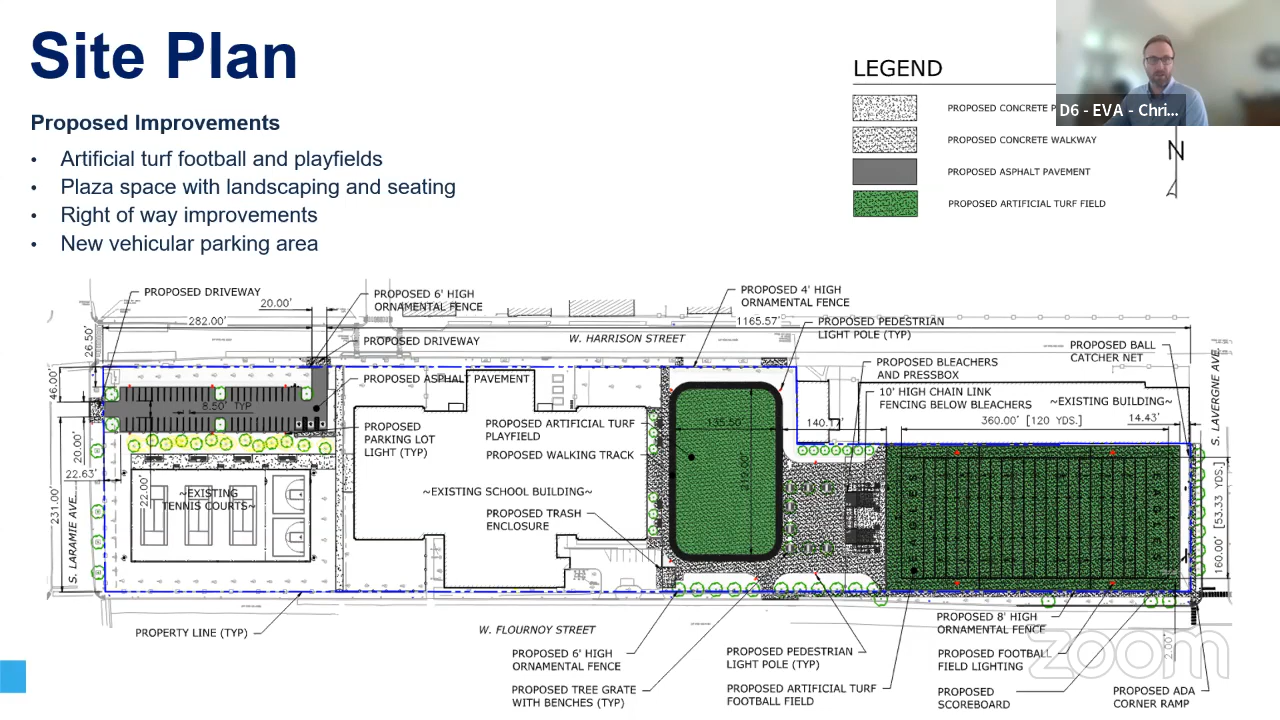 Site Plan
Proposed Improvements
• Artificial turf football and playfields
• Plaza space with landscaping and seating
• Right of way improvements
• New vehicular parking area
LEGEND
PROPOSED CONCRETE P
PROPOSED CONCRETE WALKWAY
PROPOSED ASPHALT PAVEMENT
PROPOSED ARTIFICIAL TURF FIELD
D6 - EVA - Chri...
N
PROPOSED DRIVEWAY
20.00'
282.00'
26.50'
46.00'
PROPOSED 6' HIGH
ORNAMENTAL FENCE
PROPOSED DRIVEWAY
PROPOSED ASPHALT PAVEMENT
8.50' TYP
PROPOSED
PARKING LOT
LIGHT (TYP)
W. HARRISON STREET
PROPOSED 4' HIGH
ORNAMENTAL FENCE
1165.57'
PROPOSED PEDESTRIAN
LIGHT POLE (TYP)
PROPOSED BLEACHERS
AND PRESSBOX
10' HIGH CHAIN LINK
FENCING BELOW BLEACHERS
PROPOSED BALL
CATCHER NET
~EXISTING BUILDING~
360.00' [120 YDS.]
14.43'
S. LAVERGNE AVE.
160.00' [53.33 YDS.]
20.00'
22.63'
231.00'
22.00'
S. LARAMIE AVE.
~EXISTING
TENNIS COURTS~
PROPOSED ARTIFICIAL TURF
PLAYFIELD
PROPOSED WALKING TRACK
~EXISTING SCHOOL BUILDING~
PROPOSED TRASH
ENCLOSURE
135.50'
140.17'
EAGLES
EAGLES
PROPERTY LINE (TYP)
W. FLOURNOY STREET
PROPOSED 6' HIGH
ORNAMENTAL FENCE
PROPOSED TREE GRATE
WITH BENCHES (TYP)
PROPOSED PEDESTRIAN
LIGHT POLE (TYP)
PROPOSED ARTIFICIAL TURF
FOOTBALL FIELD
PROPOSED 8' HIGH
ORNAMENTAL FENCE
PROPOSED FOOTBALL
FIELD LIGHTING
PROPOSED
SCOREBOARD
2.00'
PROPOSED ADA
CORNER RAMP
zoom